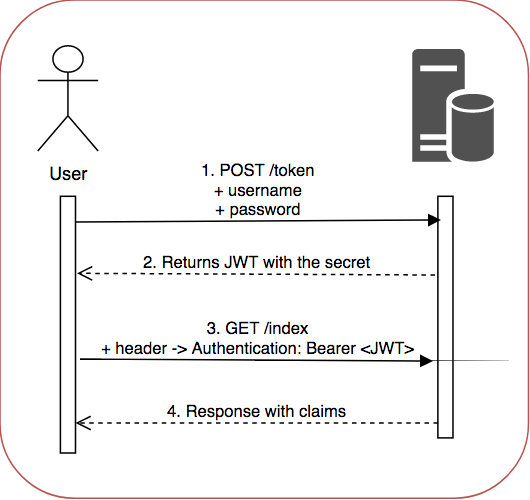 User
1. POST /token
+ username
+ password
2. Returns JWT with the secret
3. GET /index
+ header -> Authentication: Bearer <JWT>
4. Response with claims